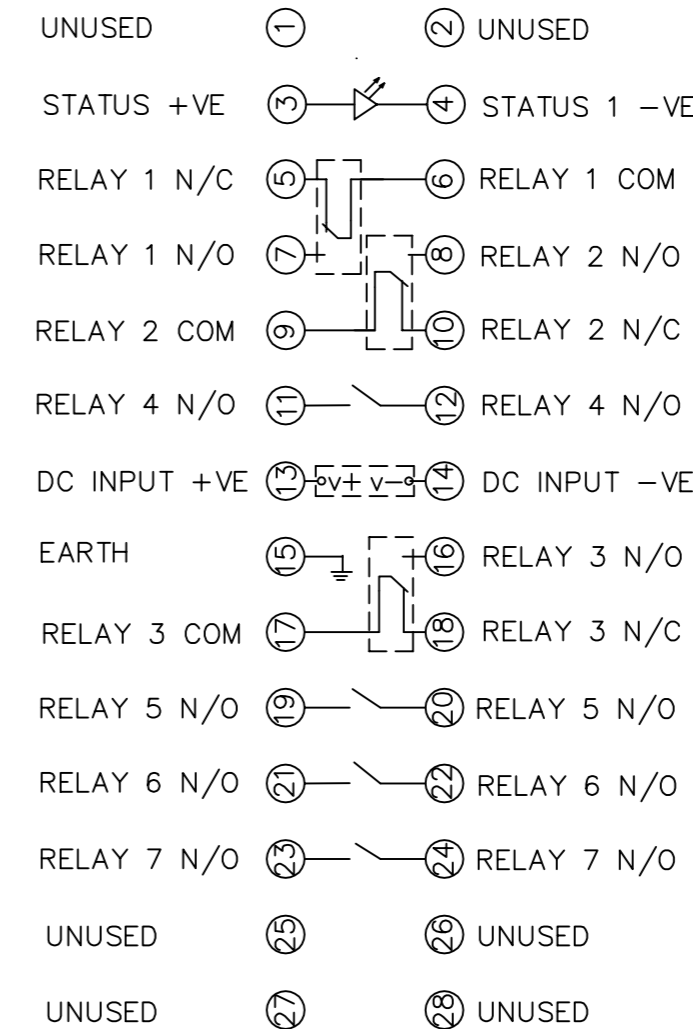 UNUSED 1 2 UNUSED
STATUS +VE 3 4 STATUS 1 −VE
RELAY 1 N/C 5 6 RELAY 1 COM
RELAY 1 N/O 7 8 RELAY 2 N/O
RELAY 2 COM 9 10 RELAY 2 N/C
RELAY 4 N/O 11 12 RELAY 4 N/O
DC INPUT +VE 13 V+ V− 14 DC INPUT −VE
EARTH 15 16 RELAY 3 N/O
RELAY 3 COM 17 18 RELAY 3 N/C
RELAY 5 N/O 19 20 RELAY 5 N/O
RELAY 6 N/O 21 22 RELAY 6 N/O
RELAY 7 N/O 23 24 RELAY 7 N/O
UNUSED 25 26 UNUSED
UNUSED 27 28 UNUSED